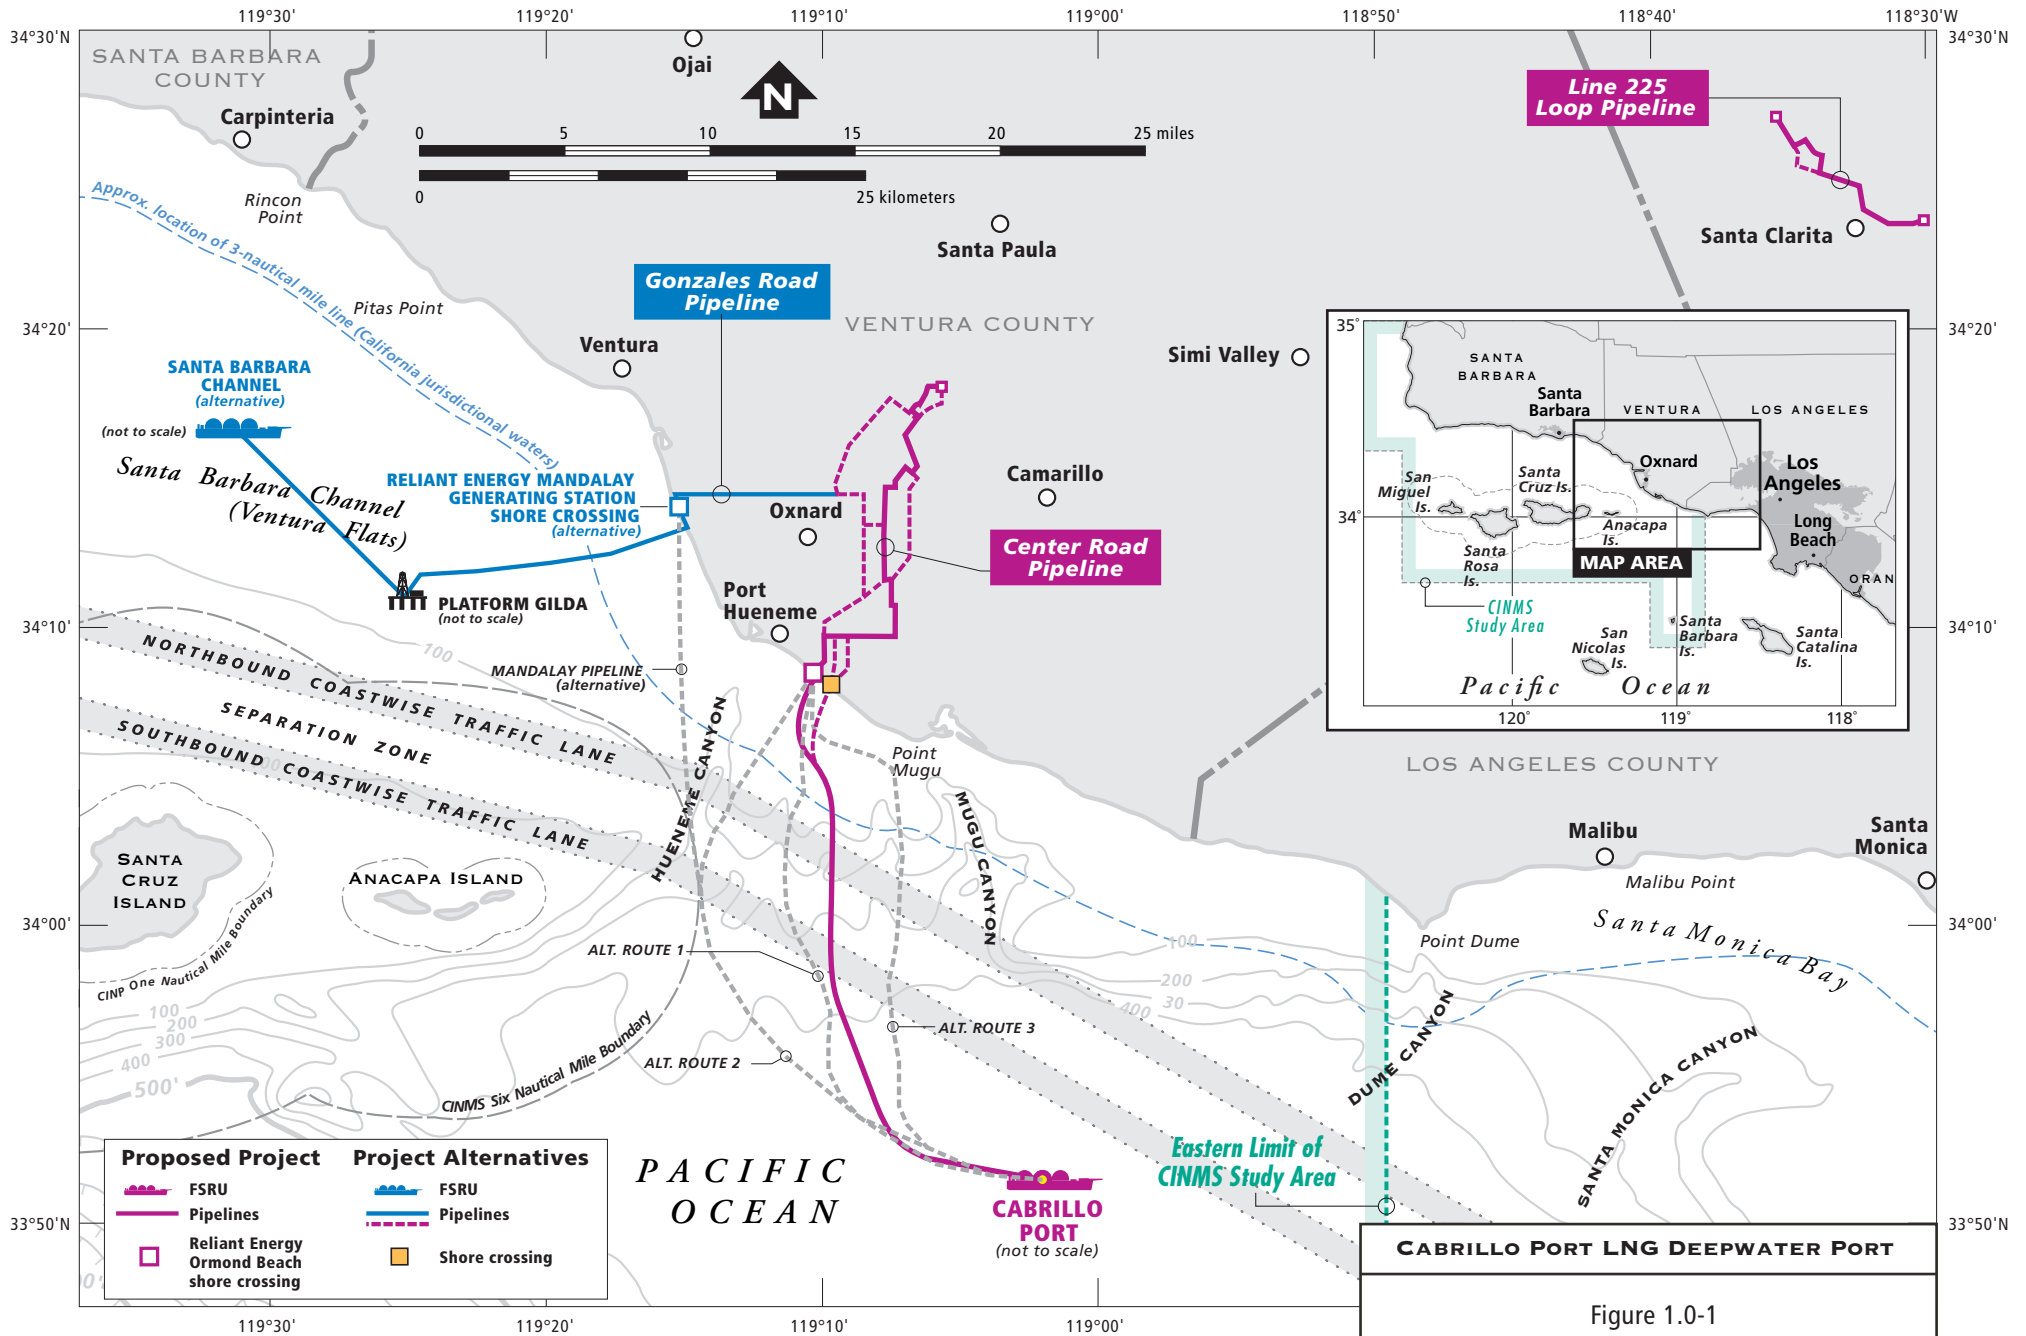 119°30'
119°20'
119°10'
119°00'
118°50'
118°40'
118°30'W
34°30'N
34°30'N
SANTA BARBARA
COUNTY
Ojai
N
Line 225
Loop Pipeline
Carpinteria
0
5
10
15
20
25 miles
0
25 kilometers
Approx. location of 3-nautical mile line (California jurisdictional waters)
Rincon
Point
Santa Paula
Santa Clarita
Gonzales Road
Pipeline
Pitas Point
VENTURA COUNTY
34°20'
34°20'
Ventura
Simi Valley
SANTA BARBARA
CHANNEL
(alternative)
(not to scale)
Santa Barbara Channel
(Ventura Flats)
RELIANT ENERGY MANDALAY
GENERATING STATION
SHORE CROSSING
(alternative)
Oxnard
Camarillo
Center Road
Pipeline
Port
Hueneme
PLATFORM GILDA
(not to scale)
34°10'
34°10'
35°
SANTA
BARBARA
Santa
Barbara
VENTURA
LOS ANGELES
Oxnard
Los
Angeles
San
Miguel
Is.
Santa
Cruz Is.
34°
Anacapa
Is.
Long
Beach
Santa
Rosa
Is.
MAP AREA
ORAN
CINMS
Study Area
San
Nicolas
Is.
Santa
Barbara
Is.
Santa
Catalina
Is.
Pacific Ocean
120°
119°
118°
100
NORTHBOUND COASTWISE TRAFFIC LANE
SEPARATION ZONE
SOUTHBOUND COASTWISE TRAFFIC LANE
MANDALAY PIPELINE
(alternative)
HUENEME CANYON
Point
Mugu
MUGU CANYON
LOS ANGELES COUNTY
Malibu
Santa
Monica
Malibu Point
SANTA
CRUZ
ISLAND
ANACAPA ISLAND
CINP One Nautical Mile Boundary
34°00'
34°00'
Santa Monica Bay
Point Dume
ALT. ROUTE 1
100
200
30
400
100
200
300
400
500'
ALT. ROUTE 3
ALT. ROUTE 2
CINMS Six Nautical Mile Boundary
DUME CANYON
SANTA MONICA CANYON
Eastern Limit of
CINMS Study Area
PACIFIC
OCEAN
CABRILLO
PORT
(not to scale)
33°50'N
33°50'N
Proposed Project
FSRU
Pipelines
Reliant Energy
Ormond Beach
shore crossing
Project Alternatives
FSRU
Pipelines
Shore crossing
CABRILLO PORT LNG DEEPWATER PORT
Figure 1.0-1
119°30'
119°20'
119°10'
119°00'